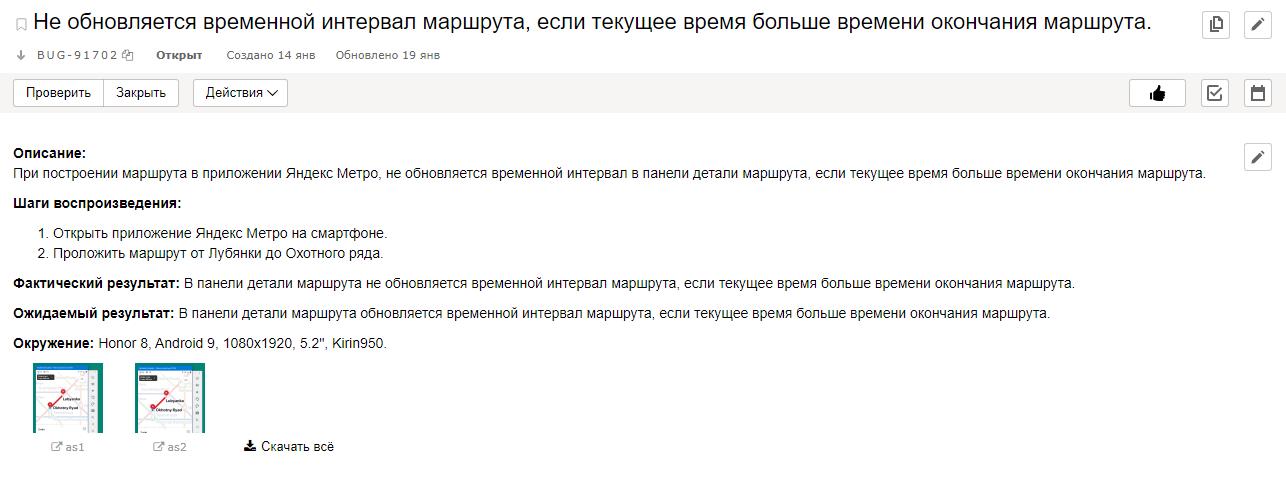 Не обновляется временной интервал маршрута, если текущее время больше времени окончания маршрута.
BUG-91702 Открыт Создано 14 янв Обновлено 19 янв
Проверить Закрыть Действия
Описание:
При построении маршрута в приложении Яндекс Метро, не обновляется временной интервал в панели детали маршрута, если текущее время больше времени окончания маршрута.
Шаги воспроизведения:
1. Открыть приложение Яндекс Метро на смартфоне.
2. Проложить маршрут от Лубянки до Охотного ряда.
Фактический результат: В панели детали маршрута не обновляется временной интервал маршрута, если текущее время больше времени окончания маршрута.
Ожидаемый результат: В панели детали маршрута обновляется временной интервал маршрута, если текущее время больше времени окончания маршрута.
Окружение: Honor 8, Android 9, 1080x1920, 5.2", Kirin950.
Lubyanka Lubyanka
Okhotny Ryad Okhotny Ryad
as1 as2 Скачать всё